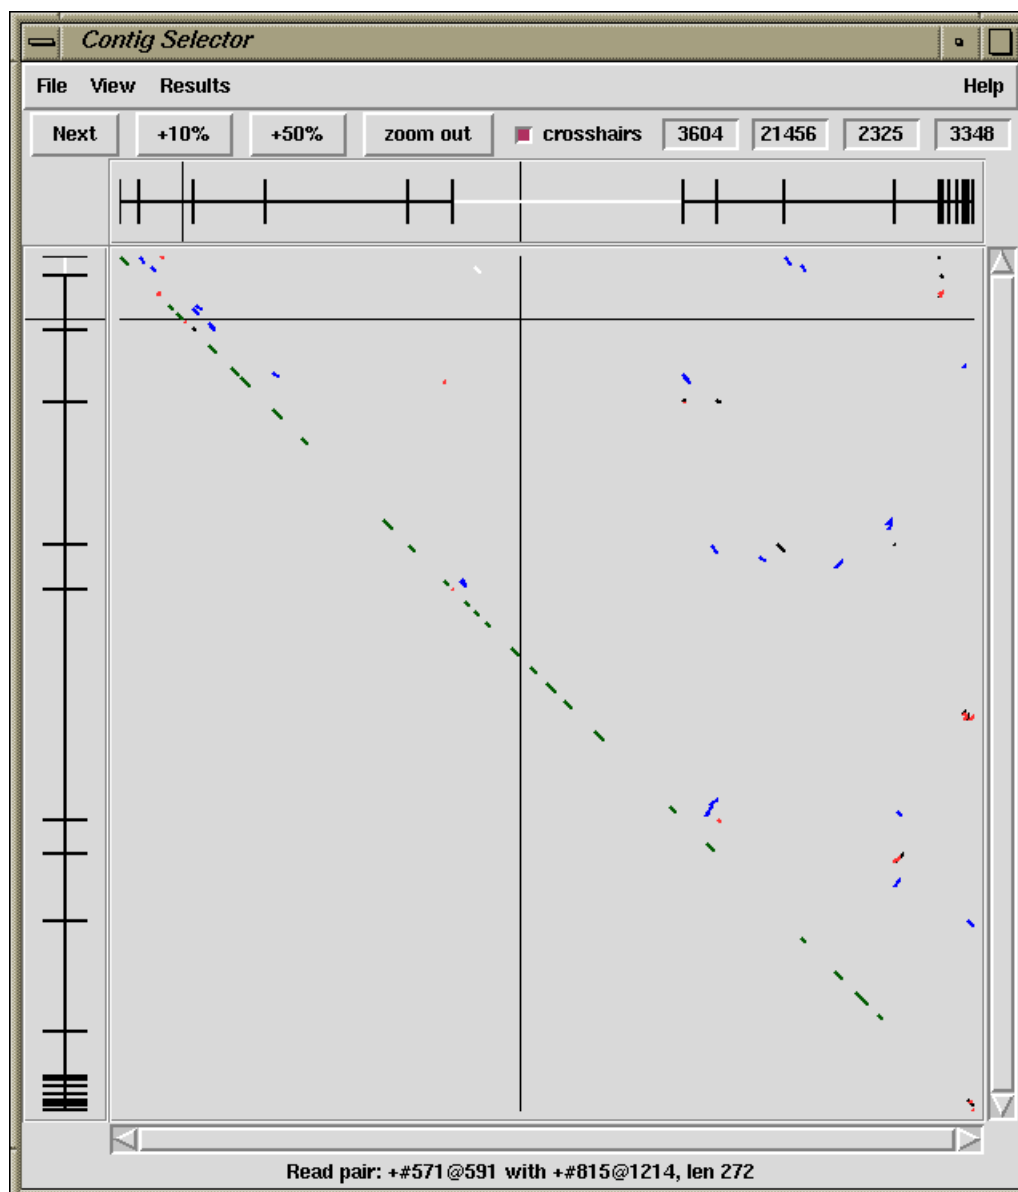 Contig Selector
File View Results Help
Next +10% +50% zoom out crosshairs 3604 21456 2325 3348
Read pair: +#571@591 with +#815@1214, len 272